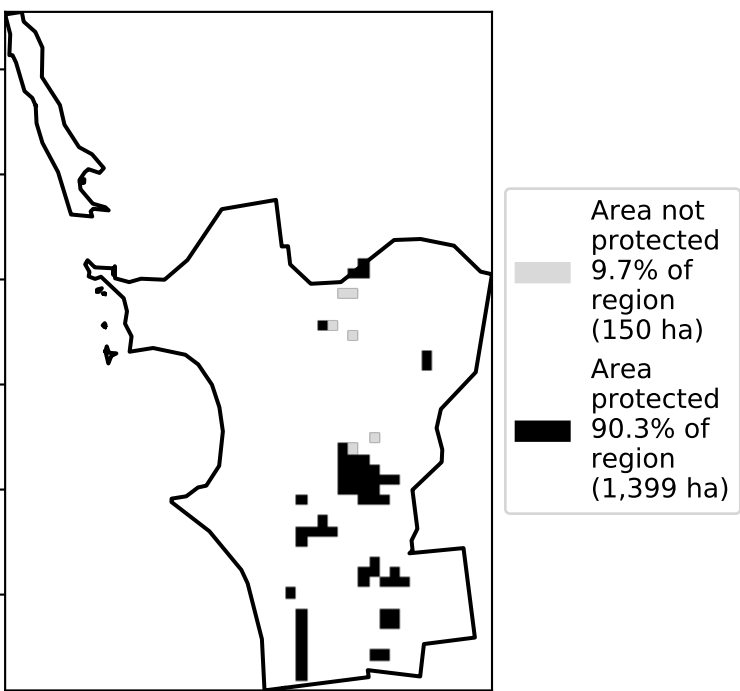 Area not
protected
9.7% of
region
(150 ha)
Area
protected
90.3% of
region
(1,399 ha)